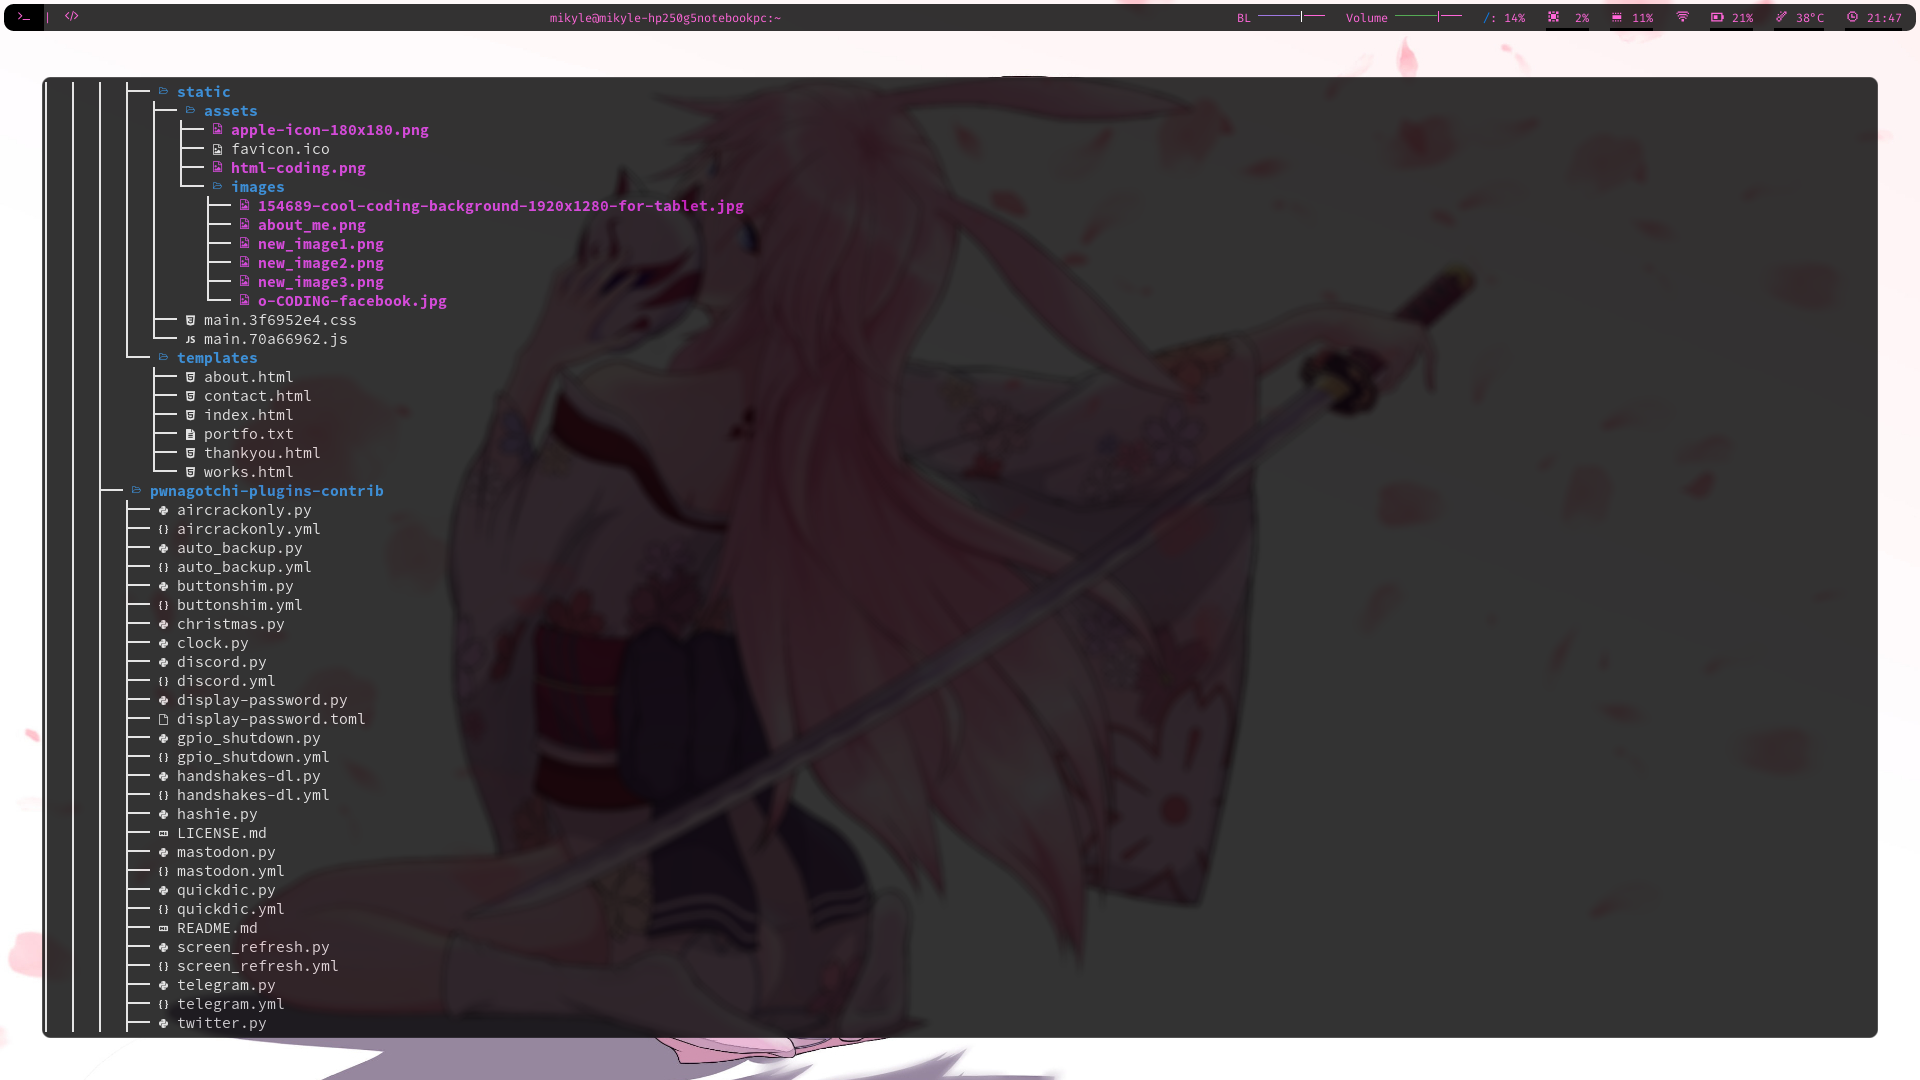 >_ | </> mikyle@mikyle-hp250g5notebookpc:~ BL Volume /: 14% 2% 11% 21% 38°C 21:47
static
assets
apple-icon-180x180.png
favicon.ico
html-coding.png
images
154689-cool-coding-background-1920x1280-for-tablet.jpg
about_me.png
new_image1.png
new_image2.png
new_image3.png
o-CODING-facebook.jpg
main.3f6952e4.css
JS main.70a66962.js
templates
about.html
contact.html
index.html
portfo.txt
thankyou.html
works.html
pwnagotchi-plugins-contrib
aircrackonly.py
{} aircrackonly.yml
auto_backup.py
{} auto_backup.yml
buttonshim.py
{} buttonshim.yml
christmas.py
clock.py
discord.py
{} discord.yml
display-password.py
display-password.toml
gpio_shutdown.py
{} gpio_shutdown.yml
handshakes-dl.py
{} handshakes-dl.yml
hashie.py
LICENSE.md
mastodon.py
{} mastodon.yml
quickdic.py
{} quickdic.yml
README.md
screen_refresh.py
{} screen_refresh.yml
telegram.py
{} telegram.yml
twitter.py